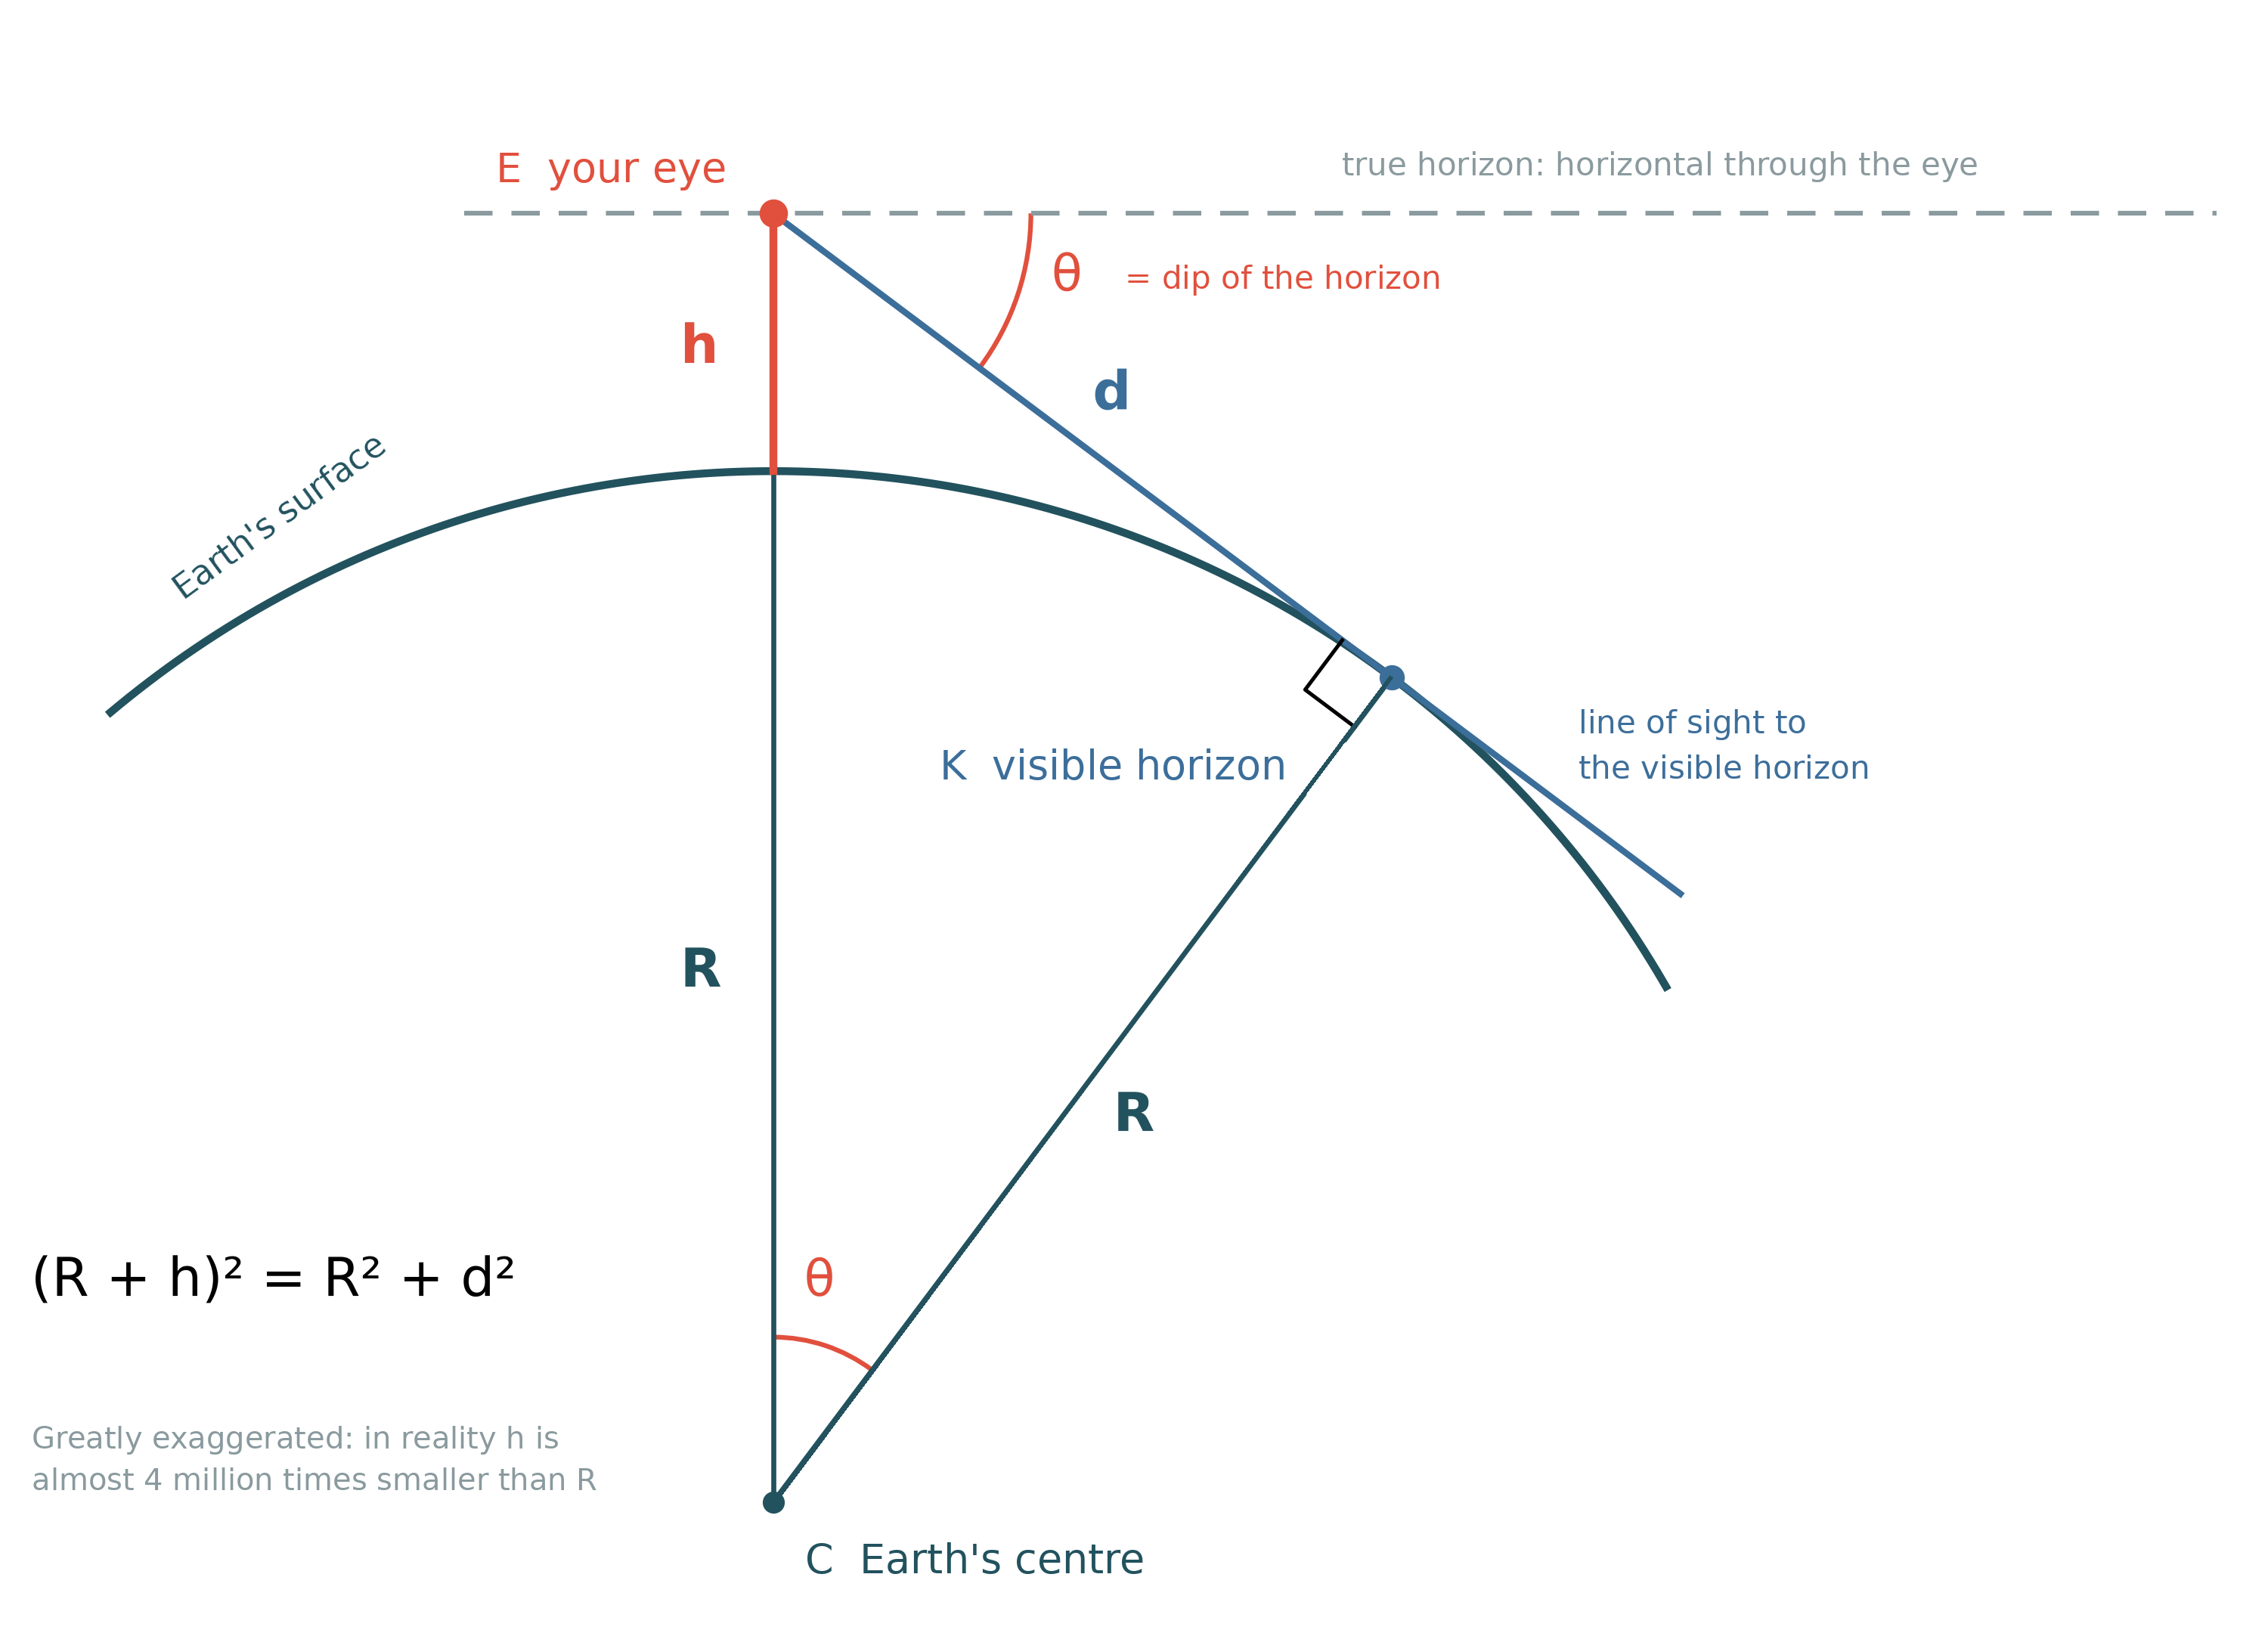 E  your eye
true horizon: horizontal through the eye
θ = dip of the horizon
h
d
Earth's surface
line of sight to
the visible horizon
K  visible horizon
R
R
(R + h)² = R² + d²
θ
Greatly exaggerated: in reality h is
almost 4 million times smaller than R
C  Earth's centre